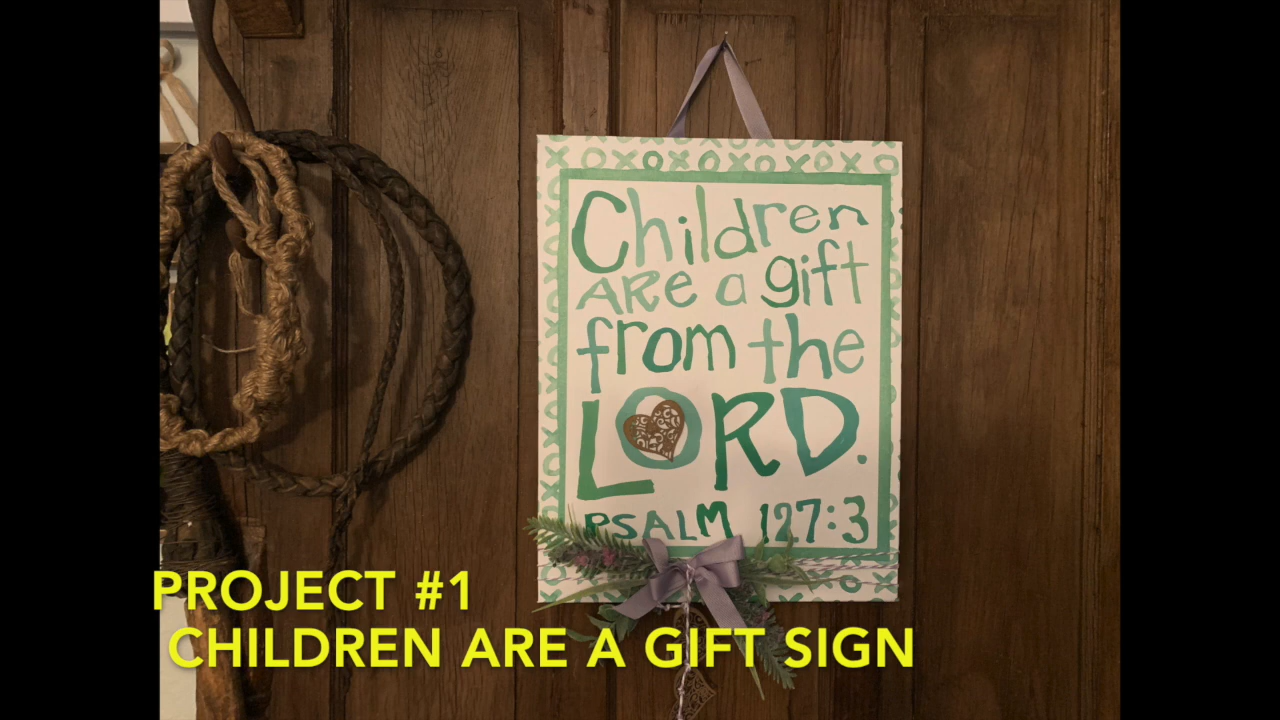 Children
ARe a gift
from the
LORD.
PSALM 127:3
PROJECT #1
CHILDREN ARE A GIFT SIGN